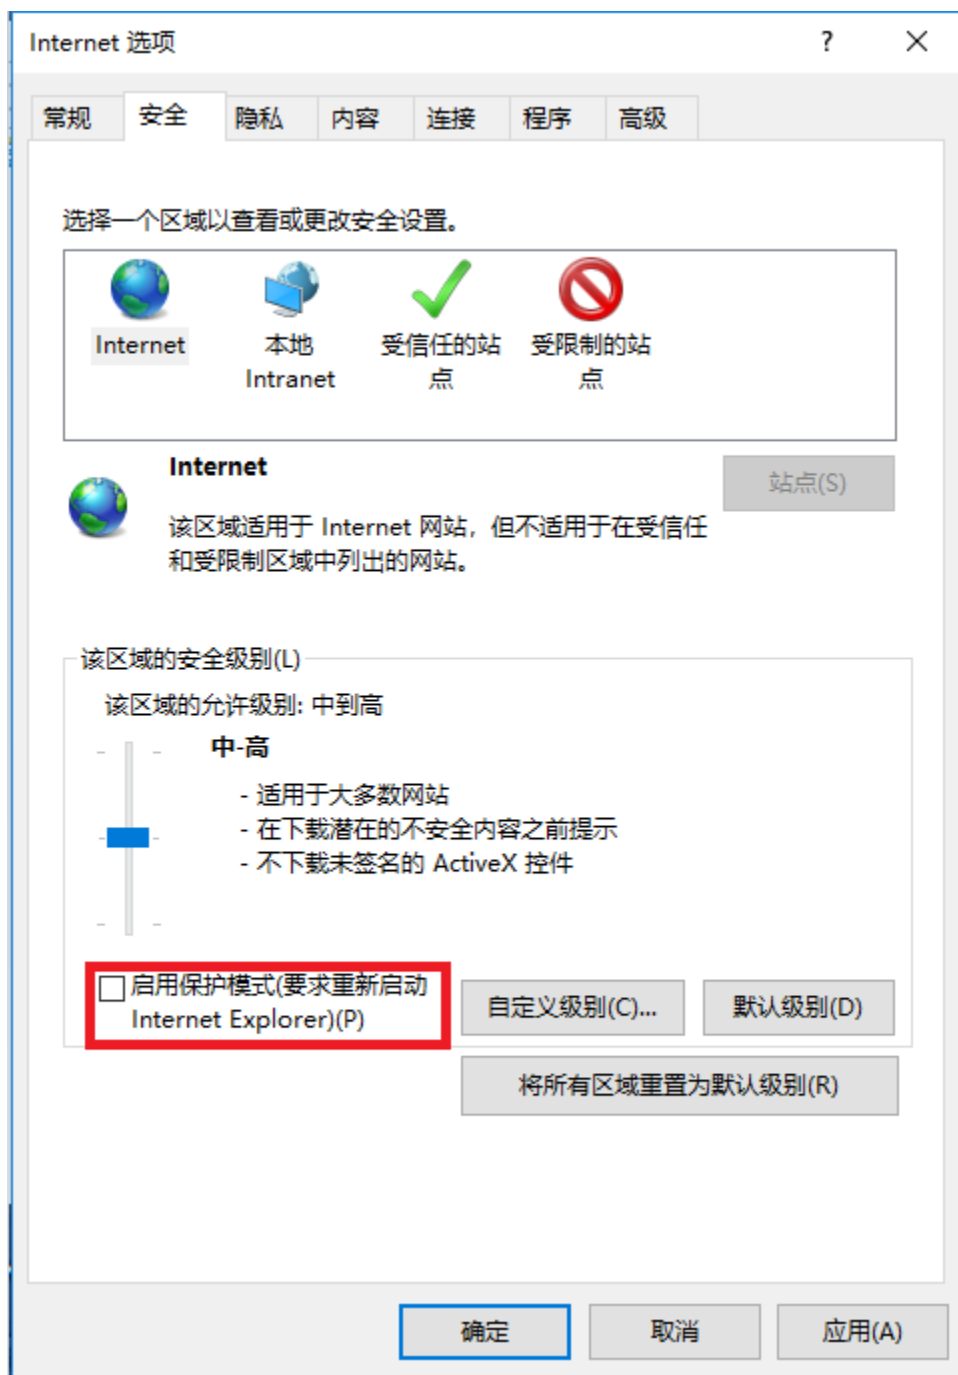 Internet 选项
?
常规 安全 隐私 内容 连接 程序 高级
选择一个区域以查看或更改安全设置。
Internet
本地
Intranet
受信任的站
点
受限制的站
点
Internet
站点(S)
该区域适用于 Internet 网站，但不适用于在受信任
和受限制区域中列出的网站。
该区域的安全级别(L)
该区域的允许级别: 中到高
中-高
- 适用于大多数网站
- 在下载潜在的不安全内容之前提示
- 不下载未签名的 ActiveX 控件
启用保护模式(要求重新启动
Internet Explorer)(P)
自定义级别(C)...
默认级别(D)
将所有区域重置为默认级别(R)
确定
取消
应用(A)